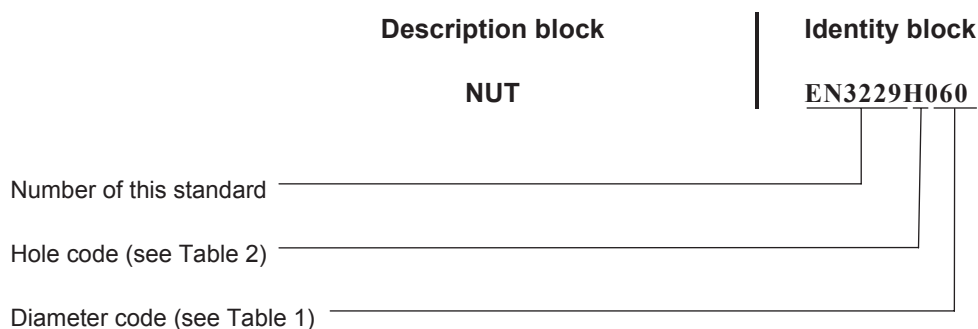 Description block Identity block
NUT EN3229H060
Number of this standard
Hole code (see Table 2)
Diameter code (see Table 1)